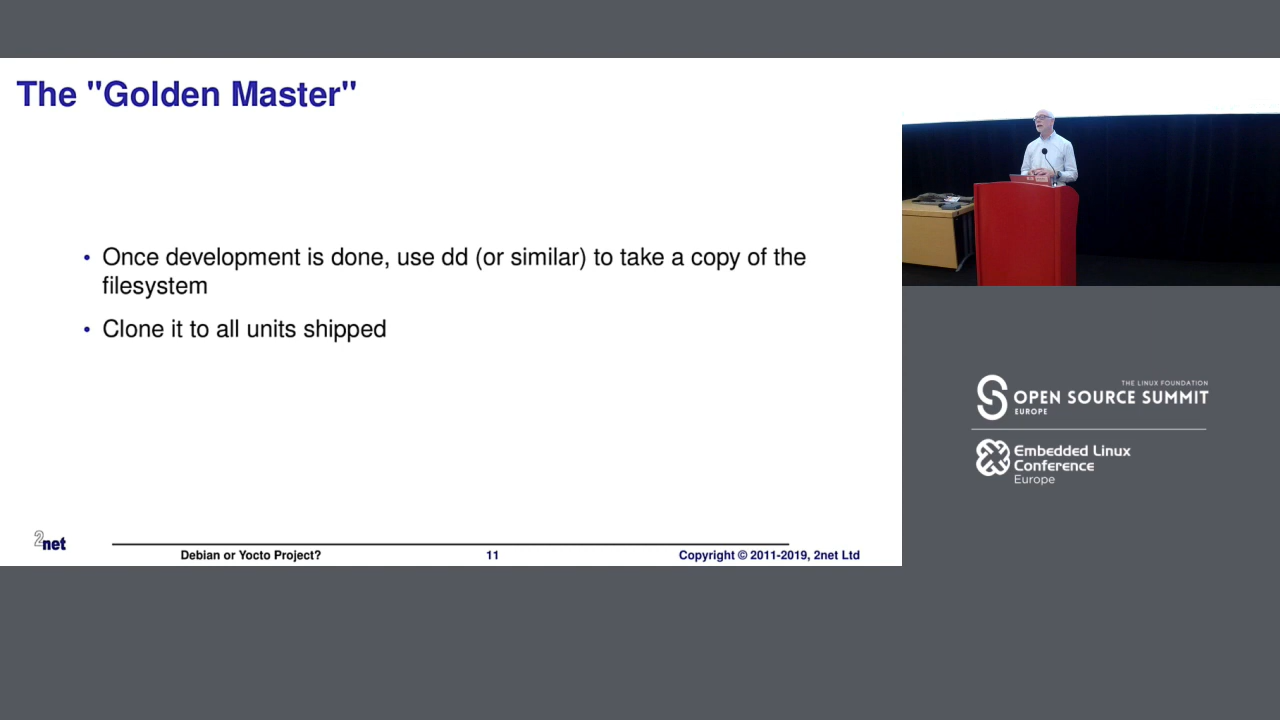 The "Golden Master"
• Once development is done, use dd (or similar) to take a copy of the
filesystem
• Clone it to all units shipped
2net
Debian or Yocto Project?
11
Copyright © 2011-2019, 2net Ltd
THE LINUX FOUNDATION
OPEN SOURCE SUMMIT
EUROPE
Embedded Linux
Conference
Europe